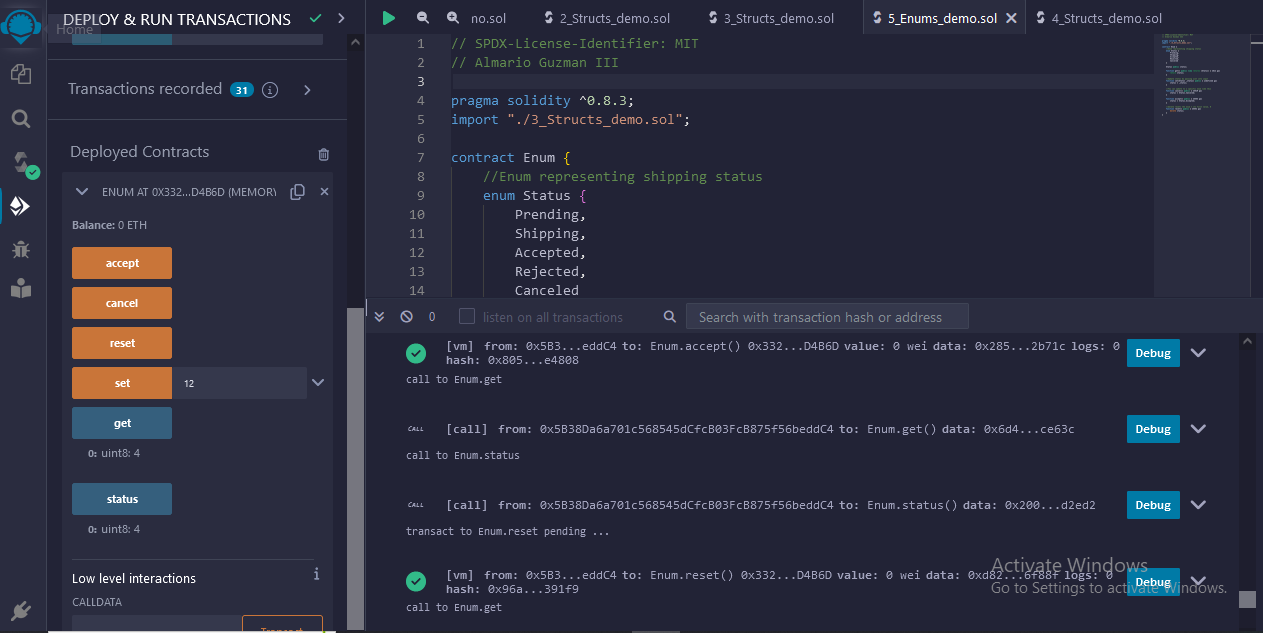 DEPLOY & RUN TRANSACTIONS
Home
Transactions recorded 31
Deployed Contracts
ENUM AT 0X332...D4B6D (MEMORY
Balance: 0 ETH
accept
cancel
reset
set 12
get
0: uint8: 4
status
0: uint8: 4
Low level interactions
CALLDATA
Transact
no.sol 2_Structs_demo.sol 3_Structs_demo.sol 5_Enums_demo.sol 4_Structs_demo.sol
1 // SPDX-License-Identifier: MIT
2 // Almario Guzman III
3
4 pragma solidity ^0.8.3;
5 import "./3_Structs_demo.sol";
6
7 contract Enum {
8 //Enum representing shipping status
9 enum Status {
10 Prending,
11 Shipping,
12 Accepted,
13 Rejected,
14 Canceled
0 listen on all transactions Search with transaction hash or address
[vm] from: 0x5B3...eddC4 to: Enum.accept() 0x332...D4B6D value: 0 wei data: 0x285...2b71c logs: 0
hash: 0x805...e4808
Debug
call to Enum.get
CALL [call] from: 0x5B38Da6a701c568545dCfcB03FcB875f56beddC4 to: Enum.get() data: 0x6d4...ce63c
Debug
call to Enum.status
CALL [call] from: 0x5B38Da6a701c568545dCfcB03FcB875f56beddC4 to: Enum.status() data: 0x200...d2ed2
Debug
transact to Enum.reset pending ...
[vm] from: 0x5B3...eddC4 to: Enum.reset() 0x332...D4B6D value: 0 wei data: 0xd82...6f88f logs: 0
hash: 0x96a...391f9
Debug
call to Enum.get
Activate Windows
Go to Settings to activate Windows.